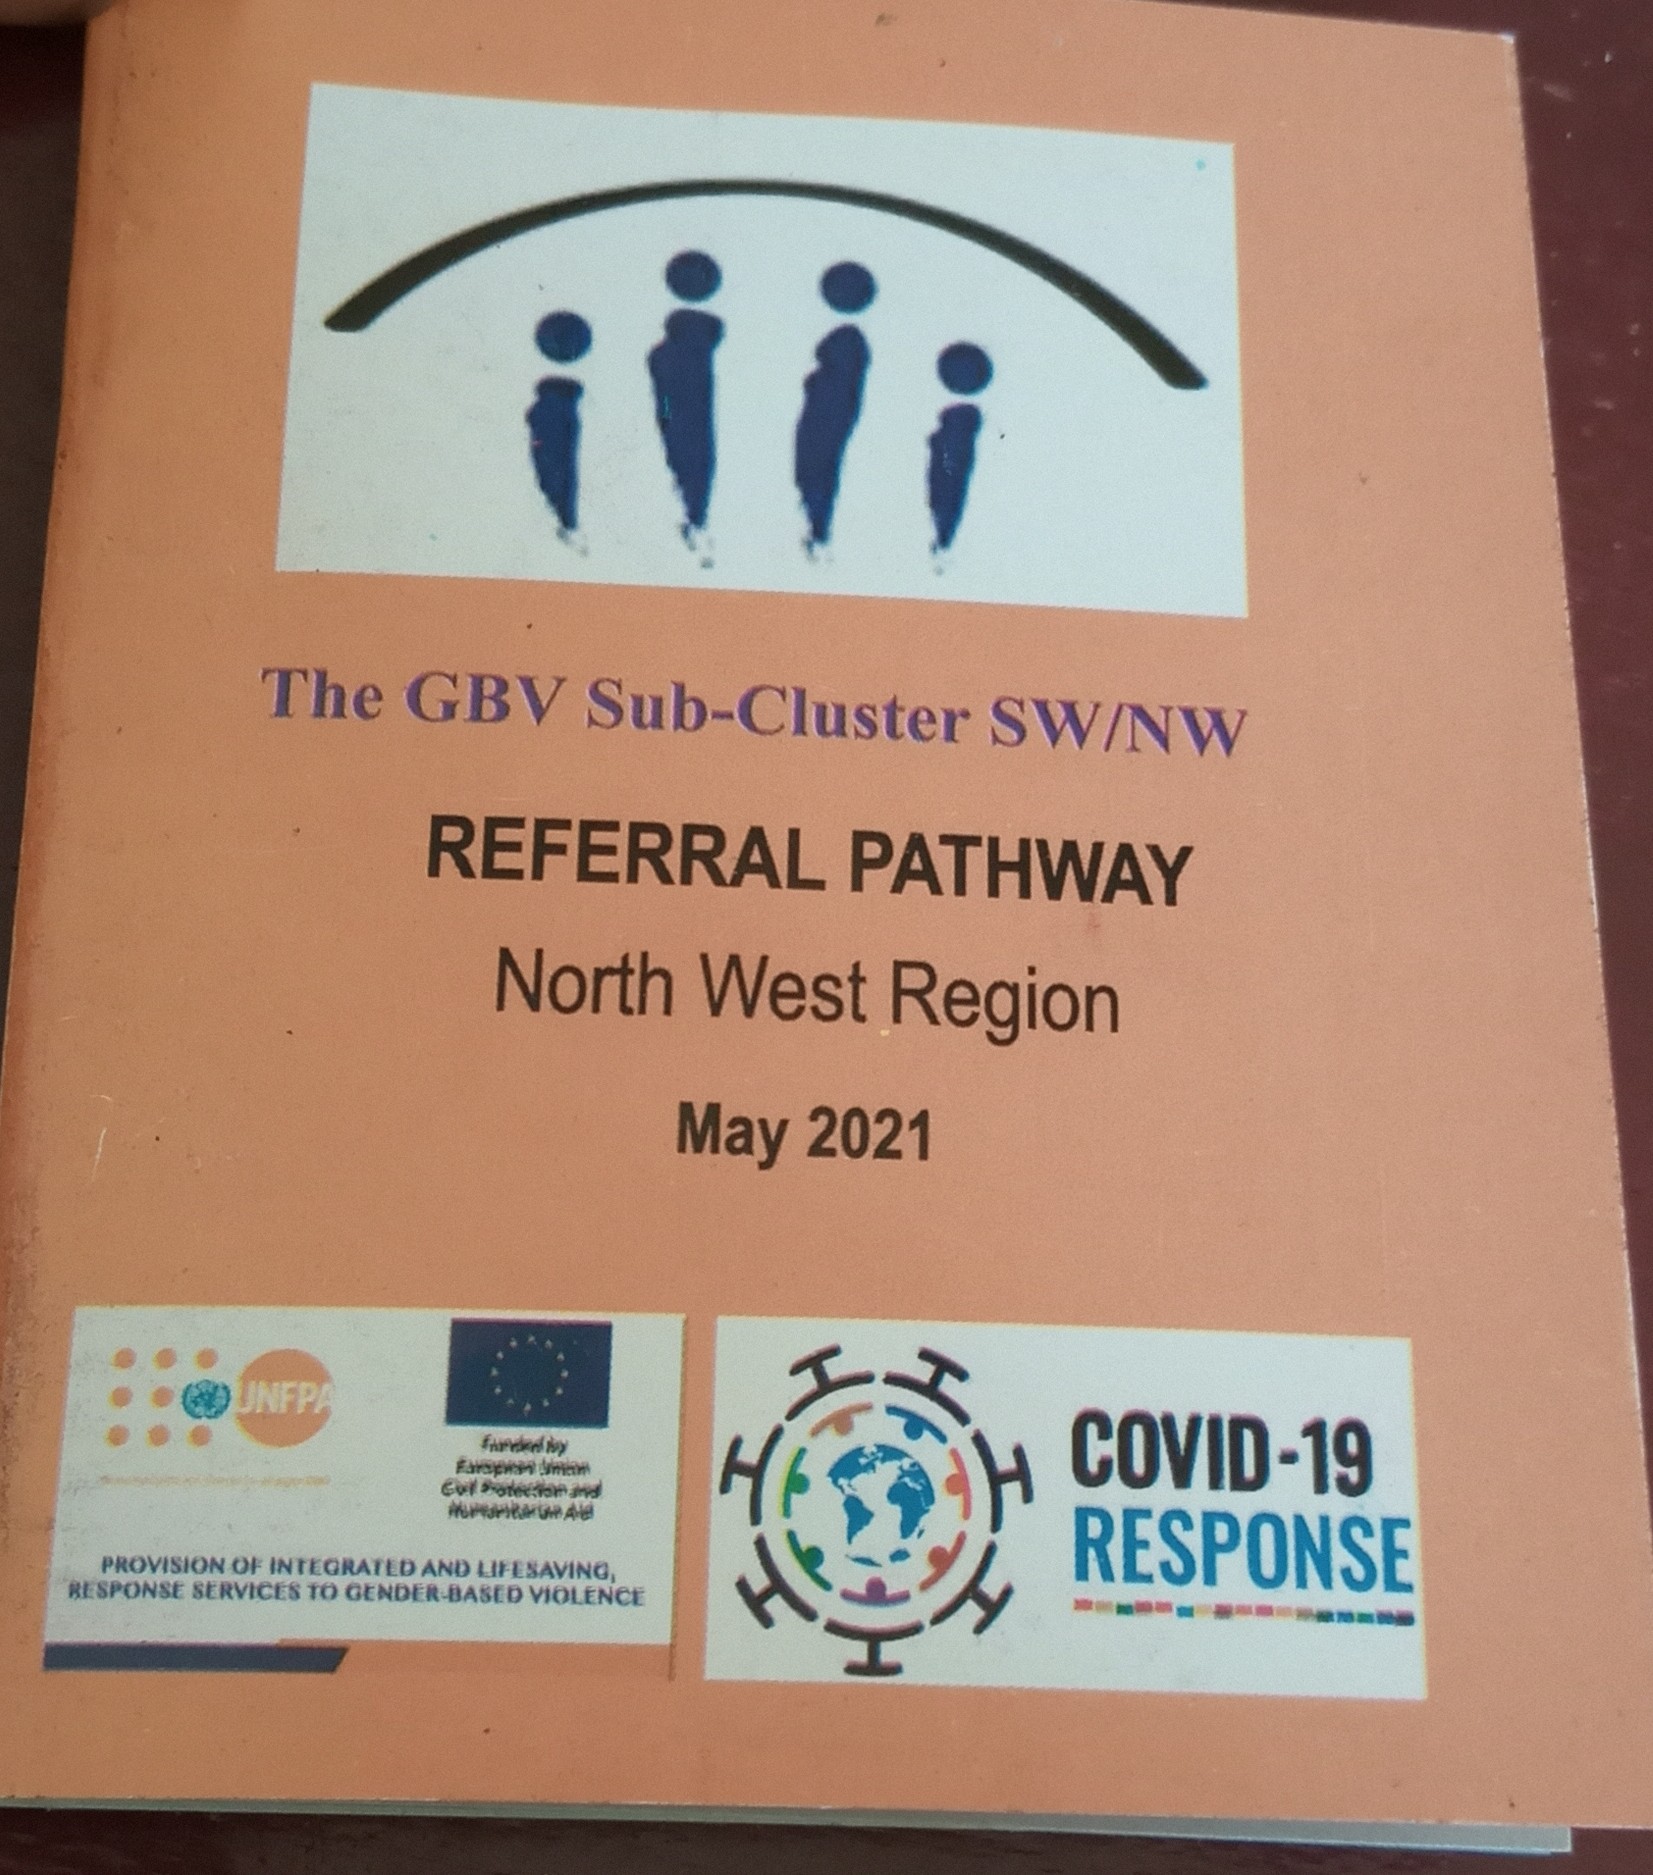 The GBV Sub-Cluster SW/NW
REFERRAL PATHWAY
North West Region
May 2021
UNFPA
Funded by
European Union
Civil Protection and
Humanitarian Aid
PROVISION OF INTEGRATED AND LIFESAVING,
RESPONSE SERVICES TO GENDER-BASED VIOLENCE
COVID-19
RESPONSE